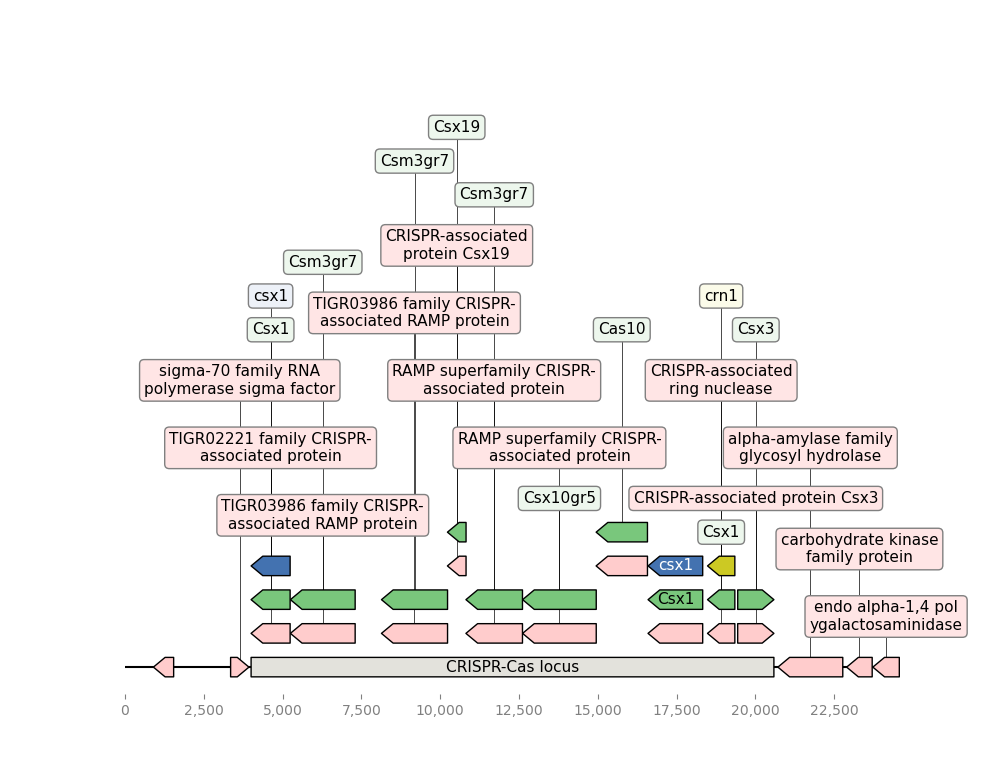 Csx19
Csm3gr7
Csm3gr7
CRISPR-associated
protein Csx19
Csm3gr7
csx1
crn1
TIGR03986 family CRISPR-
associated RAMP protein
Csx1
Cas10
Csx3
sigma-70 family RNA
polymerase sigma factor
RAMP superfamily CRISPR-
associated protein
CRISPR-associated
ring nuclease
TIGR02221 family CRISPR-
associated protein
RAMP superfamily CRISPR-
associated protein
alpha-amylase family
glycosyl hydrolase
Csx10gr5
CRISPR-associated protein Csx3
TIGR03986 family CRISPR-
associated RAMP protein
Csx1
carbohydrate kinase
family protein
csx1
Csx1
endo alpha-1,4 pol
ygalactosaminidase
CRISPR-Cas locus
0 2,500 5,000 7,500 10,000 12,500 15,000 17,500 20,000 22,500